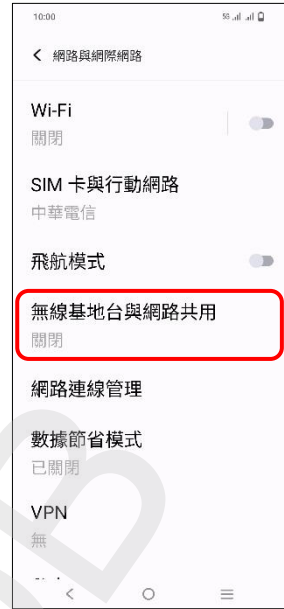 10:00
5G
網路與網際網路
Wi-Fi
關閉
SIM 卡與行動網路
中華電信
飛航模式
無線基地台與網路共用
關閉
網路連線管理
數據節省模式
已關閉
VPN
無